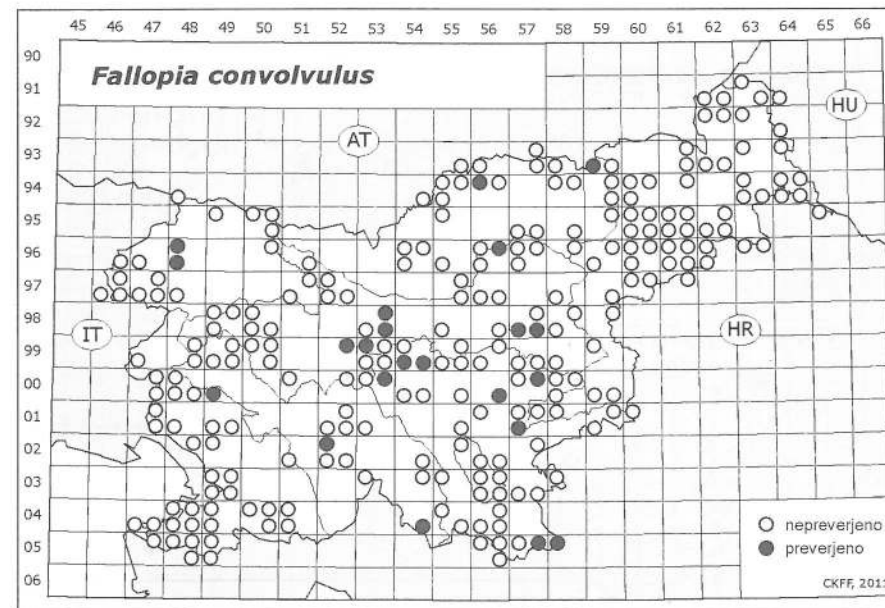 45 46 47 48 49 50 51 52 53 54 55 56 57 58 59 60 61 62 63 64 65 66
90
Fallopia convolvulus
91
HU
92
AT
93
94
95
96
97
98
IT
HR
99
00
01
02
03
04
nepreverjeno
05
preverjeno
06
CKFF, 2011